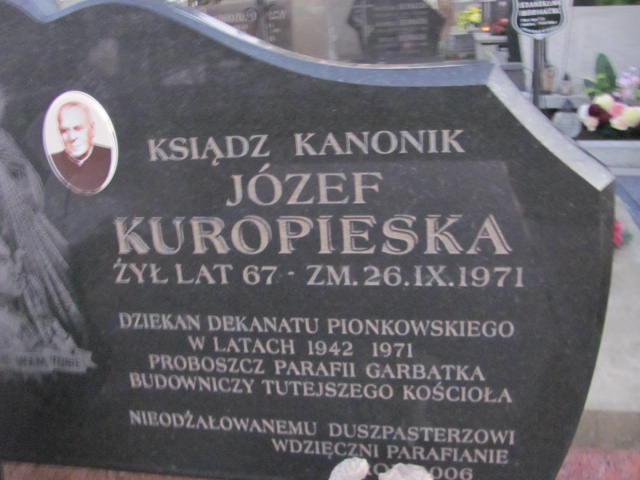 KSIĄDZ KANONIK
JÓZEF
KUROPIESKA
ŻYŁ LAT 67 - ZM. 26.IX.1971
DZIEKAN DEKANATU PIONKOWSKIEGO
W LATACH 1942 1971
PROBOSZCZ PARAFII GARBATKA
BUDOWNICZY TUTEJSZEGO KOŚCIOŁA
NIEODŻAŁOWANEMU DUSZPASTERZOWI
WDZIĘCZNI PARAFIANIE